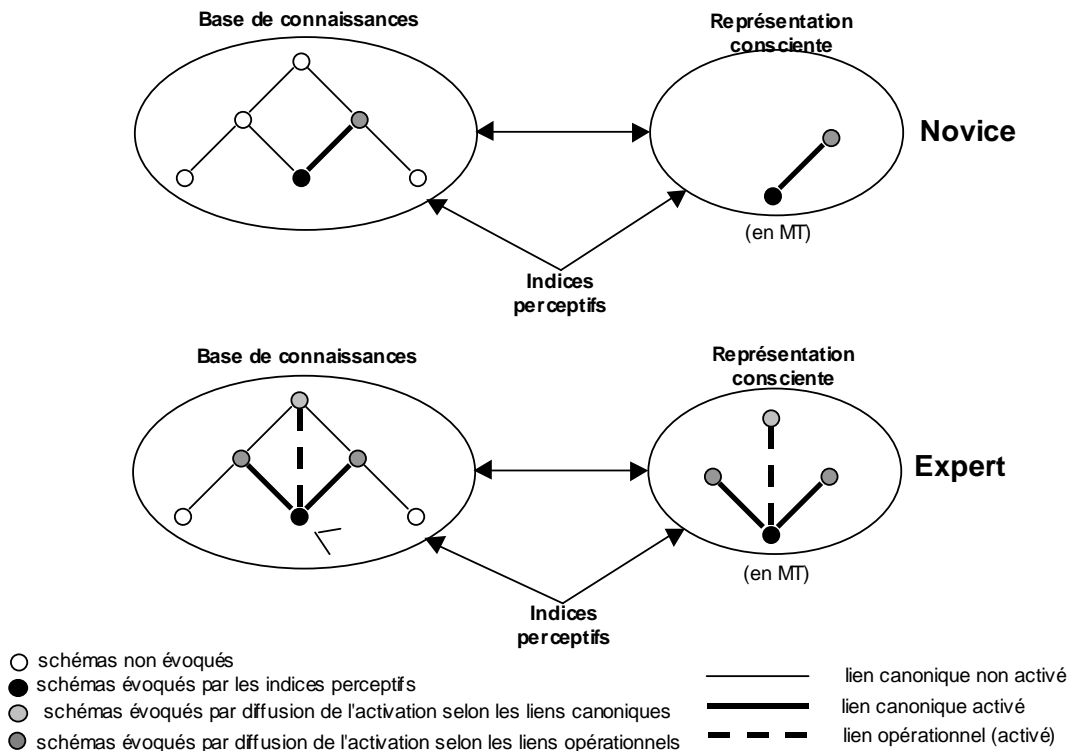 Base de connaissances
Représentation
consciente
Novice
(en MT)
Indices
perceptifs
Base de connaissances
Représentation
consciente
Expert
(en MT)
Indices
perceptifs
schémas non évoqués
schémas évoqués par les indices perceptifs
schémas évoqués par diffusion de l'activation selon les liens canoniques
schémas évoqués par diffusion de l'activation selon les liens opérationnels
lien canonique non activé
lien canonique activé
lien opérationnel (activé)